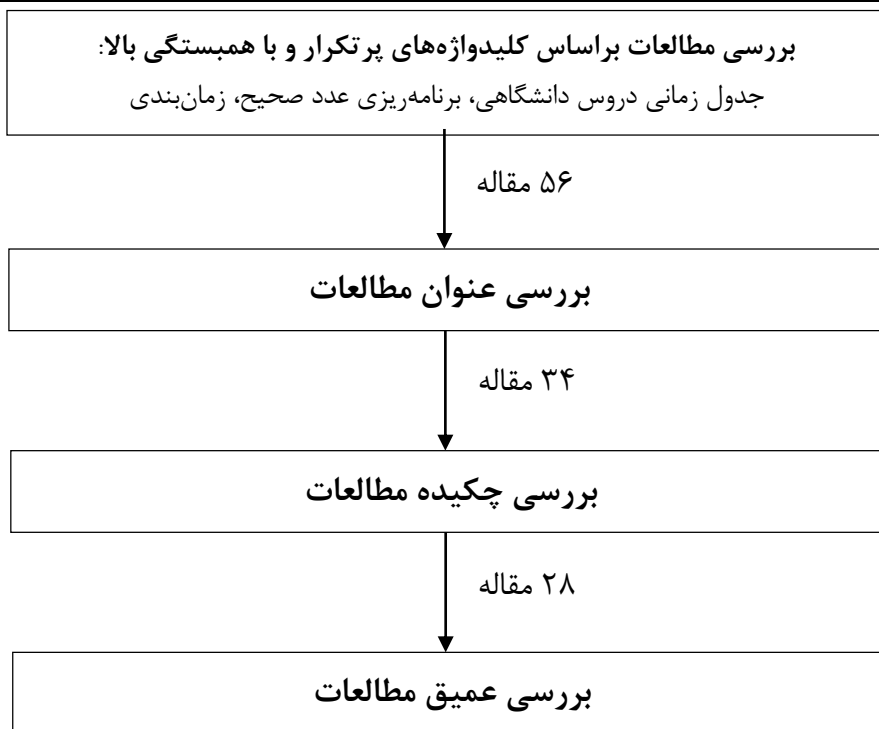 بررسی مطالعات براساس کلیدواژه‌های پرتکرار و با همبستگی بالا:
جدول زمانی دروس دانشگاهی، برنامه‌ریزی عدد صحیح، زمان‌بندی
۵۶ مقاله
بررسی عنوان مطالعات
۳۴ مقاله
بررسی چکیده مطالعات
۲۸ مقاله
بررسی عمیق مطالعات